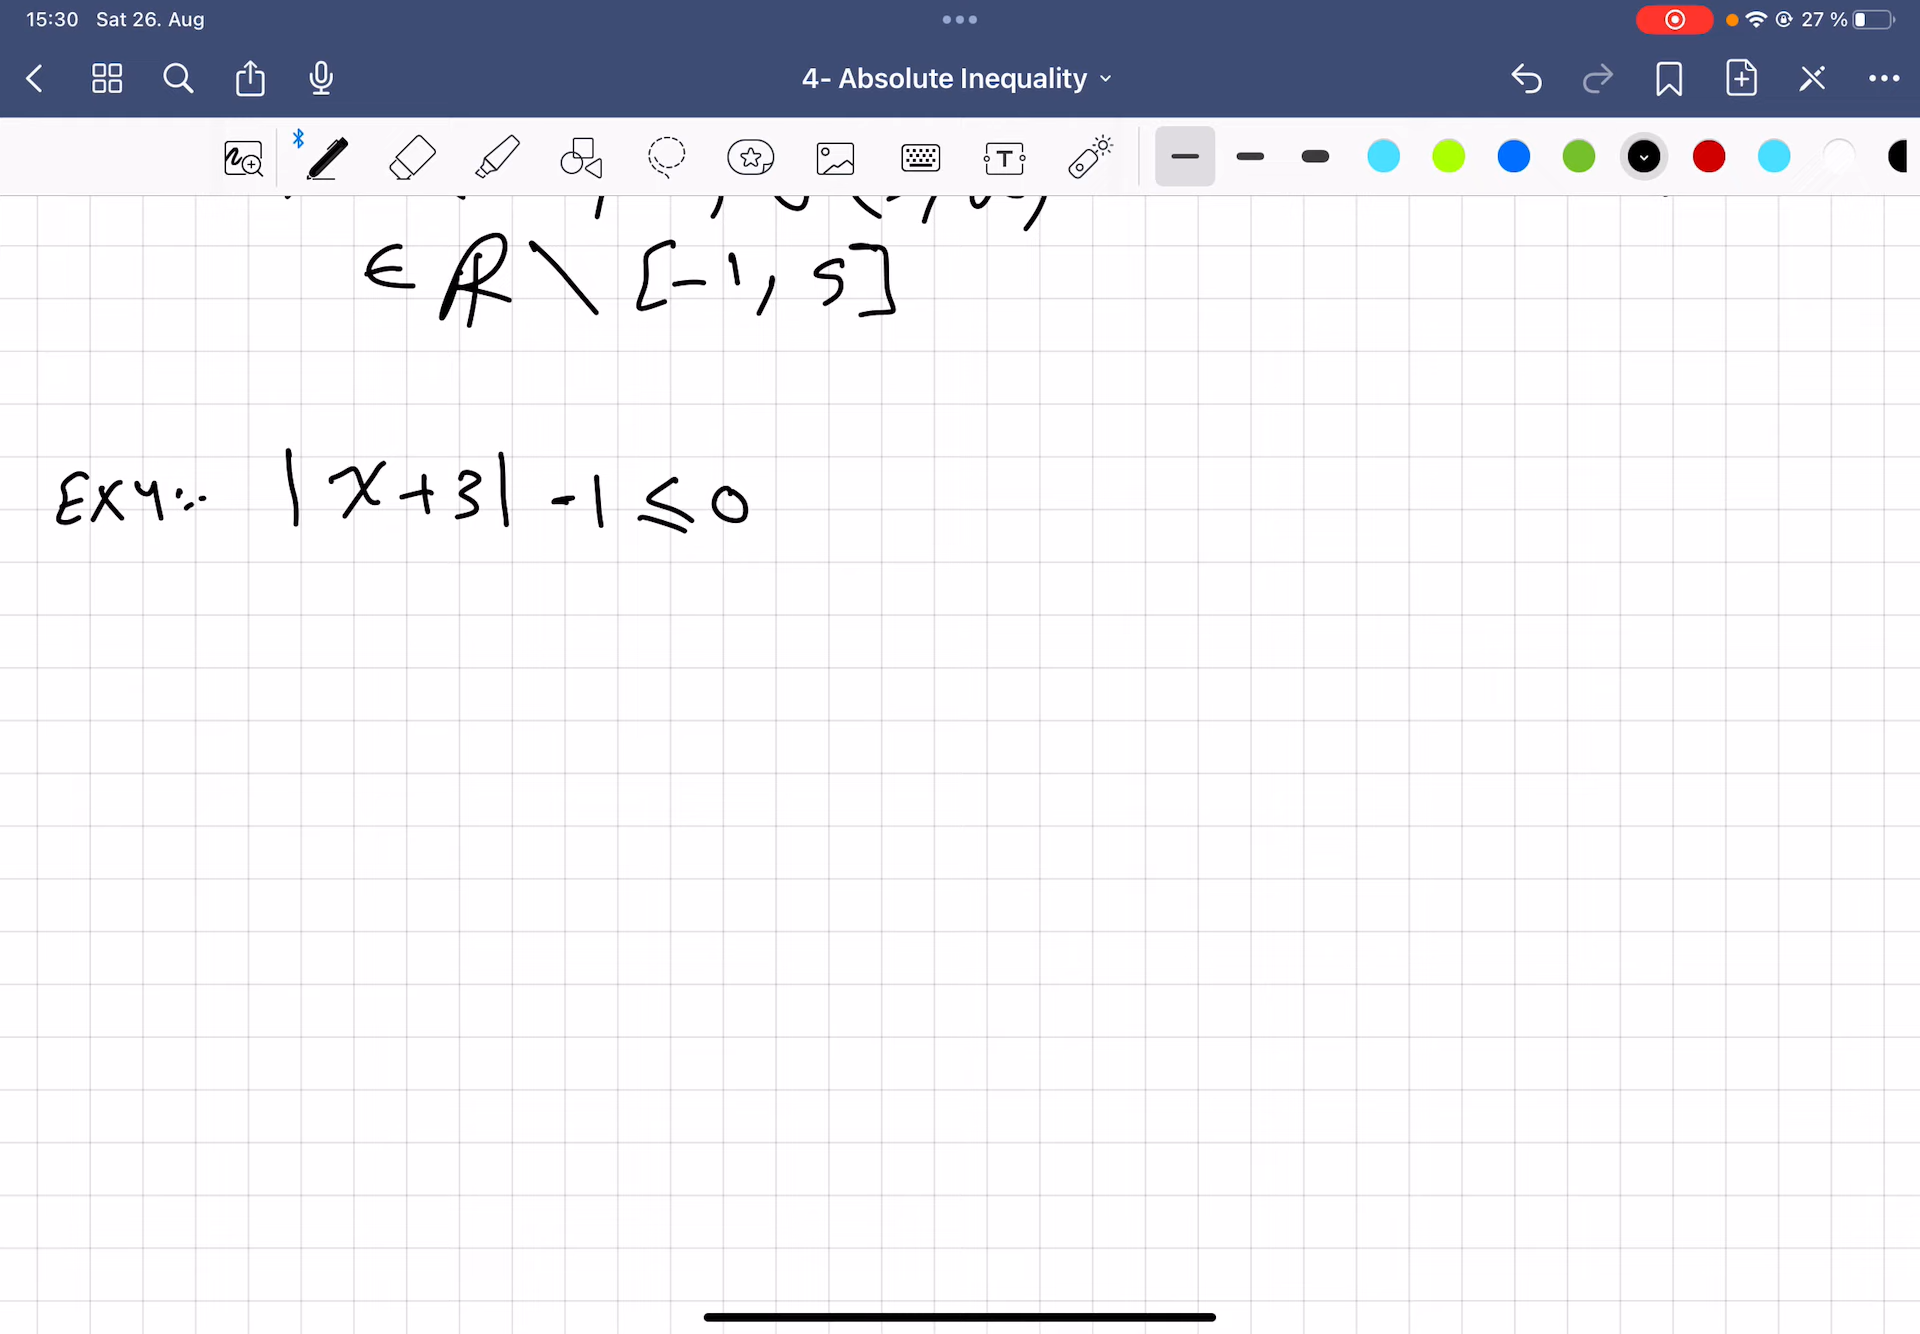 15:30 Sat 26. Aug
27 %
4- Absolute Inequality
T
∈ ℝ \ [-1, 5]
EX4:- |x+3| -1 ≤ 0